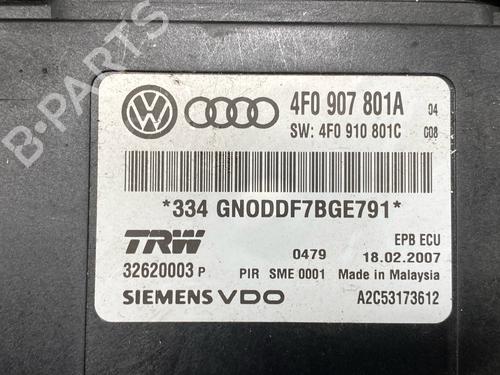 B-PARTS
4F0 907 801A 04
SW: 4F0 910 801C G08
*334 GNODDF7BGE791*
TRW 0479 EPB ECU
18.02.2007
32620003 P PIR SME 0001 Made in Malaysia
SIEMENS VDO A2C53173612